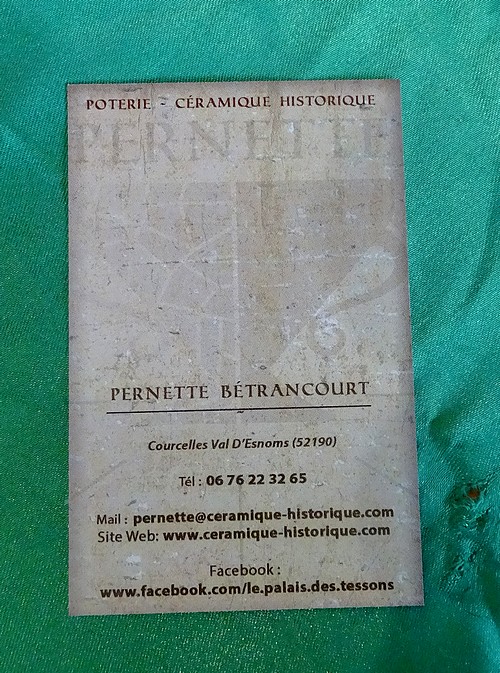 POTERIE - CÉRAMIQUE HISTORIQUE
PERNETTE
PERNETTE BÉTRANCOURT
Courcelles Val D'Esnoms (52190)
Tél : 06 76 22 32 65
Mail : pernette@ceramique-historique.com
Site Web: www.ceramique-historique.com
Facebook :
www.facebook.com/le.palais.des.tessons